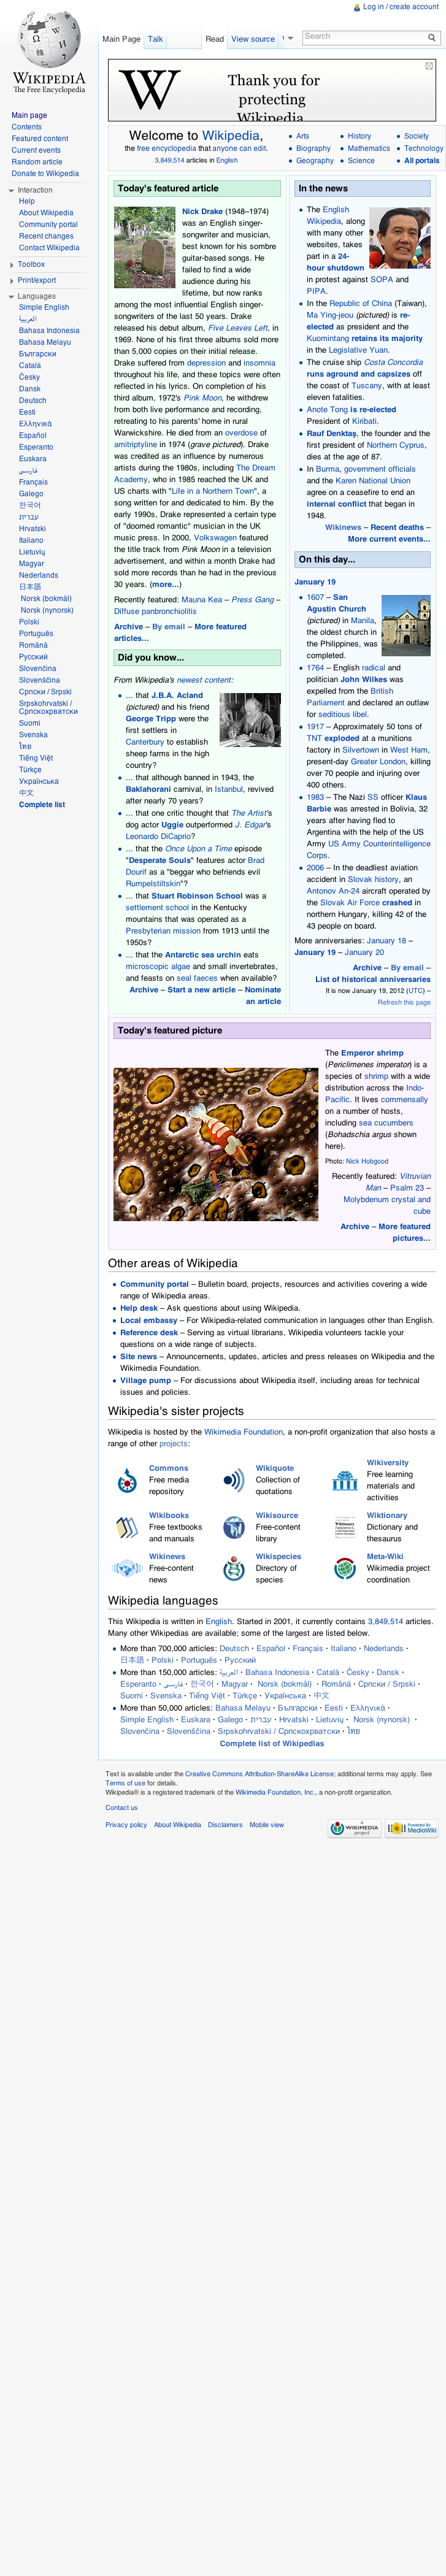 Log in / create account
Main Page
Talk
Read
View source
Search
WIKIPEDIA
The Free Encyclopedia
Main page
Contents
Featured content
Current events
Random article
Donate to Wikipedia
Interaction
Help
About Wikipedia
Community portal
Recent changes
Contact Wikipedia
Toolbox
Print/export
Languages
Simple English
العربية
Bahasa Indonesia
Bahasa Melayu
Български
Català
Česky
Dansk
Deutsch
Eesti
Ελληνικά
Español
Esperanto
Euskara
فارسی
Français
Galego
한국어
עברית
Hrvatski
Italiano
Lietuvių
Magyar
Nederlands
日本語
Norsk (bokmål)
Norsk (nynorsk)
Polski
Português
Română
Русский
Slovenčina
Slovenščina
Српски / Srpski
Srpskohrvatski /
Српскохрватски
Suomi
Svenska
ไทย
Tiếng Việt
Türkçe
Українська
中文
Complete list
W
Thank you for
protecting
Wikipedia
Welcome to Wikipedia,
the free encyclopedia that anyone can edit.
3,849,514 articles in English
Arts
Biography
Geography
History
Mathematics
Science
Society
Technology
All portals
Today's featured article
Nick Drake (1948–1974)
was an English singer-
songwriter and musician,
best known for his sombre
guitar-based songs. He
failed to find a wide
audience during his
lifetime, but his work has
gradually achieved wider
notice and recognition. Drake
released his debut album, Five Leaves Left, in
1969. He had signed to Island Records when he
was twenty years old, but none of his first three
albums sold more than 5,000 copies on their initial release.
Drake suffered from depression and insomnia
throughout his life, and these topics were often
reflected in his lyrics. On completion of his
third album, 1972's Pink Moon, he withdrew
from both live performance and recording,
retreating to his parents' home in rural
Warwickshire. He died from an overdose of
amitriptyline in 1974 (grave pictured). Drake
was credited as an influence by numerous
artists during the 1980s, including The Dream
Academy, who in 1985 reached the UK and
US charts with "Life in a Northern Town",
song written for and dedicated to him. By the
early 1990s, Drake represented a certain type
of "doomed romantic" musician in the UK
music press. In 2000, Volkswagen featured
the title track from Pink Moon in a television
advertisement, and within a month Drake had
sold more records than he had in the previous
30 years. (more...)
Recently featured: Mauna Kea – Press Gang –
Diffuse panbronchiolitis
Archive – By email – More featured
articles...
Did you know...
From Wikipedia's newest content:
... that J.B.A. Acland
(pictured) and his friend
George Tripp were the
first settlers in
Canterbury to establish
sheep farms in the high
country?
... that although banned in 1943, the
Baklahorani carnival, in Istanbul, revived
after nearly 70 years?
... that one critic thought that The Artist's
dog actor Uggie outperformed J. Edgar's
Leonardo DiCaprio?
... that the Once Upon a Time episode
"Desperate Souls" features actor Brad
Dourif as a "beggar who befriends evil
Rumpelstiltskin"?
... that Stuart Robinson School was a
settlement school in the Kentucky
mountains that was operated as a
Presbyterian mission from 1913 until the
1950s?
... that the Antarctic sea urchin eats
microscopic algae and small invertebrates,
and feasts on seal faeces when available?
Archive – Start a new article – Nominate
an article
In the news
The English
Wikipedia, along
with many other
websites, takes
part in a 24-
hour shutdown
in protest against SOPA and
PIPA.
In the Republic of China (Taiwan),
Ma Ying-jeou (pictured) is re-
elected as president and the
Kuomintang retains its majority
in the Legislative Yuan.
The cruise ship Costa Concordia
runs aground and capsizes off
the coast of Tuscany, with at least
eleven fatalities.
Anote Tong is re-elected
President of Kiribati.
Rauf Denktaş, the founder and the
first president of Northern Cyprus,
dies at the age of 87.
In Burma, government officials
and the Karen National Union
agree on a ceasefire to end the
internal conflict that began in
1948.
Wikinews – Recent deaths –
More current events...
On this day...
January 19
1607 – San
Agustin Church
(pictured) in Manila,
the oldest church in
the Philippines, was
completed.
1764 – English radical and
politician John Wilkes was
expelled from the British
Parliament and declared an outlaw
for seditious libel.
1917 – Approximately 50 tones of
TNT exploded at a munitions
factory in Silvertown in West Ham,
present-day Greater London, killing
over 70 people and injuring over
400 others.
1983 – The Nazi SS officer Klaus
Barbie was arrested in Bolivia, 32
years after having fled to
Argentina with the help of the US
Army US Army Counterintelligence
Corps.
2006 – In the deadliest aviation
accident in Slovak history, an
Antonov An-24 aircraft operated by
the Slovak Air Force crashed in
northern Hungary, killing 42 of the
43 people on board.
More anniversaries: January 18 –
January 19 – January 20
Archive – By email –
List of historical anniversaries
It is now January 19, 2012 (UTC) –
Refresh this page
Today's featured picture
The Emperor shrimp
(Periclimenes imperator) is a
species of shrimp with a wide
distribution across the Indo-
Pacific. It lives commensally
on a number of hosts,
including sea cucumbers
(Bohadschia argus shown
here).
Photo: Nick Hobgood
Recently featured: Vitruvian
Man – Psalm 23 –
Molybdenum crystal and
cube
Archive – More featured
pictures...
Other areas of Wikipedia
Community portal – Bulletin board, projects, resources and activities covering a wide
range of Wikipedia areas.
Help desk – Ask questions about using Wikipedia.
Local embassy – For Wikipedia-related communication in languages other than English.
Reference desk – Serving as virtual librarians, Wikipedia volunteers tackle your
questions on a wide range of subjects.
Site news – Announcements, updates, articles and press releases on Wikipedia and the
Wikimedia Foundation.
Village pump – For discussions about Wikipedia itself, including areas for technical
issues and policies.
Wikipedia's sister projects
Wikipedia is hosted by the Wikimedia Foundation, a non-profit organization that also hosts a
range of other projects:
Commons
Free media
repository
Wikiquote
Collection of
quotations
Wikiversity
Free learning
materials and
activities
Wikibooks
Free textbooks
and manuals
Wikisource
Free-content
library
Wiktionary
Dictionary and
thesaurus
Wikinews
Free-content
news
Wikispecies
Directory of
species
Meta-Wiki
Wikimedia project
coordination
Wikipedia languages
This Wikipedia is written in English. Started in 2001, it currently contains 3,849,514 articles.
Many other Wikipedias are available; some of the largest are listed below.
More than 700,000 articles: Deutsch · Español · Français · Italiano · Nederlands ·
日本語 · Polski · Português · Русский
More than 150,000 articles: العربية · Bahasa Indonesia · Català · Česky · Dansk ·
Esperanto · فارسی · 한국어 · Magyar · Norsk (bokmål) · Română · Српски / Srpski ·
Suomi · Svenska · Tiếng Việt · Türkçe · Українська · 中文
More than 50,000 articles: Bahasa Melayu · Български · Eesti · Ελληνικά ·
Simple English · Euskara · Galego · עברית · Hrvatski · Lietuvių · Norsk (nynorsk) ·
Slovenčina · Slovenščina · Srpskohrvatski / Српскохрватски · ไทย
Complete list of Wikipedias
Text is available under the Creative Commons Attribution-ShareAlike License; additional terms may apply. See
Terms of use for details.
Wikipedia® is a registered trademark of the Wikimedia Foundation, Inc., a non-profit organization.
Contact us
Privacy policy About Wikipedia Disclaimers Mobile view
A WIKIMEDIA project
Powered By MediaWiki